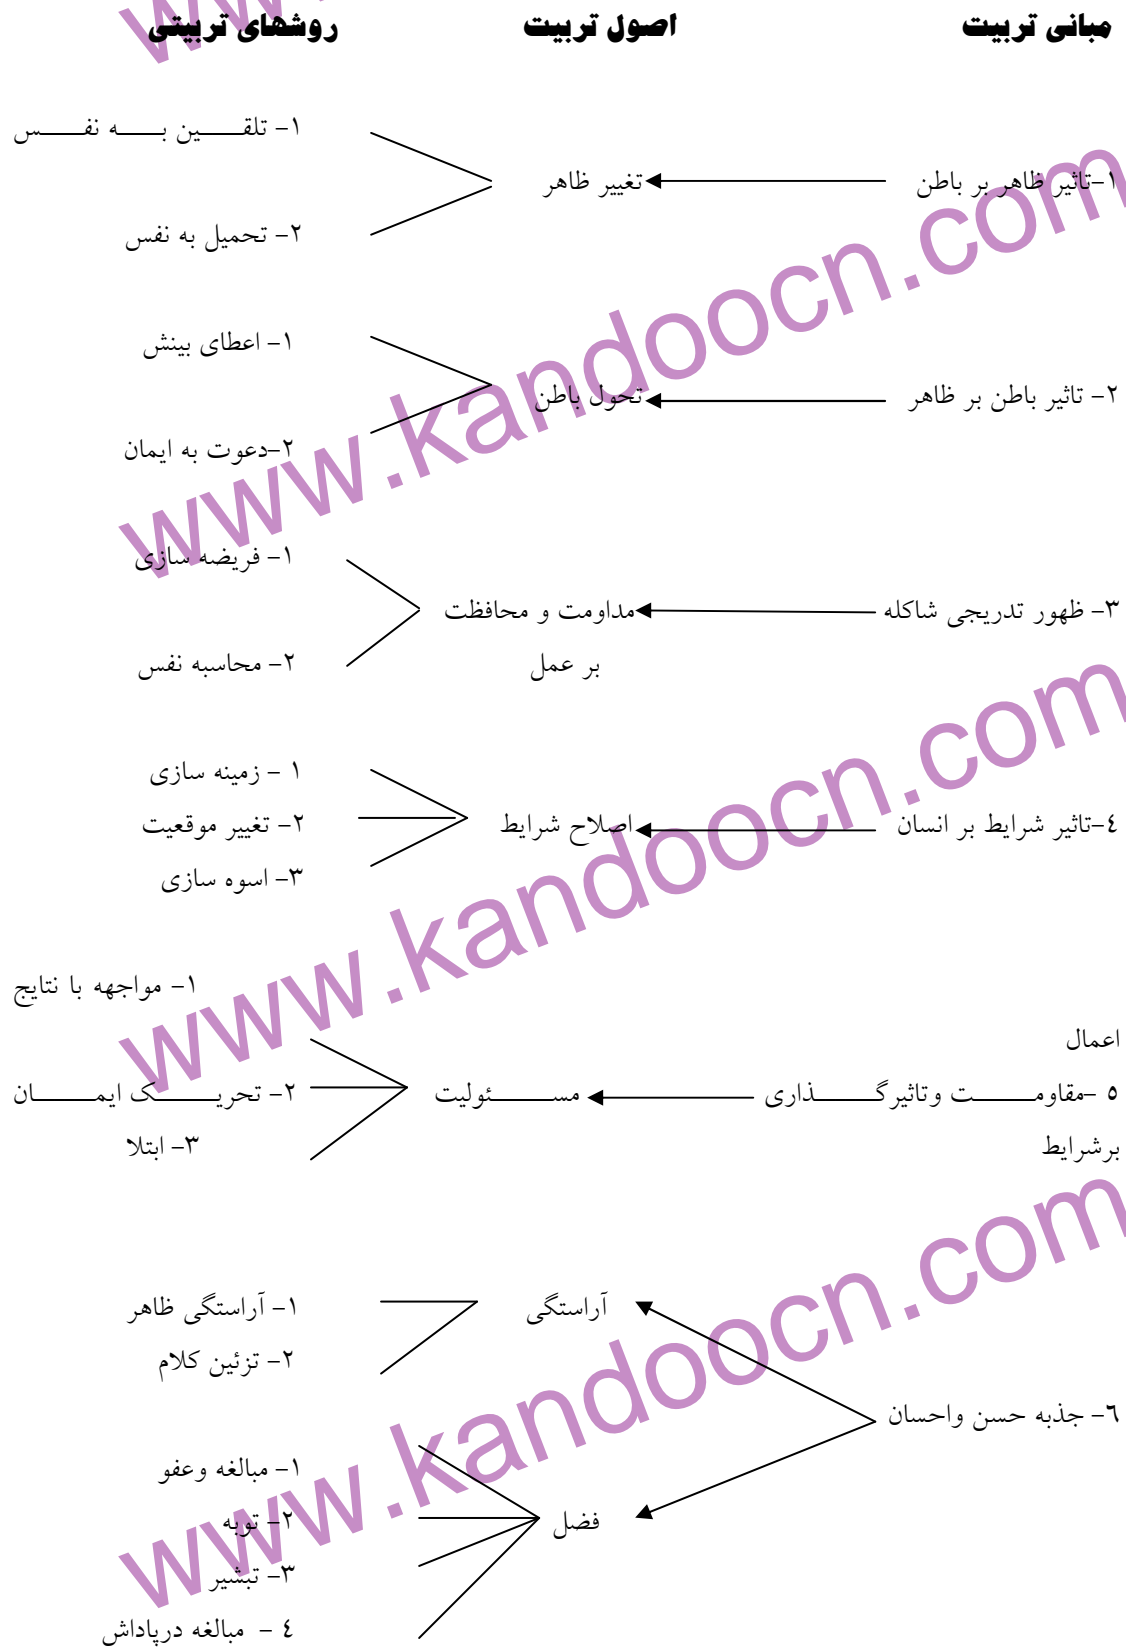 مبانی تربیت اصول تربیت روشهای تربیتی
۱- تلقین به نفس
۱-تاثیر ظاهر بر باطن تغییر ظاهر
۲- تحمیل به نفس
۱- اعطای بینش
۲- تاثیر باطن بر ظاهر تحول باطن
۲-دعوت به ایمان
۱- فریضه سازی
۳- ظهور تدریجی شاکله مداومت و محافظت
بر عمل ۲- محاسبه نفس
۱ - زمینه سازی
۴-تاثیر شرایط بر انسان اصلاح شرایط ۲- تغییر موقعیت
۳- اسوه سازی
۱- مواجهه با نتایج
اعمال
۵ -مقاومت وتاثیرگذاری مسئولیت ۲- تحریک ایمان
برشرایط ۳- ابتلا
آراستگی ۱- آراستگی ظاهر
۲- تزئین کلام
۶- جذبه حسن واحسان
۱- مبالغه وعفو
فضل ۲- توبه
۳- تبشیر
۴ - مبالغه درپاداش
www.kandoocn.com
www.kandoocn.com
www.kandoocn.com